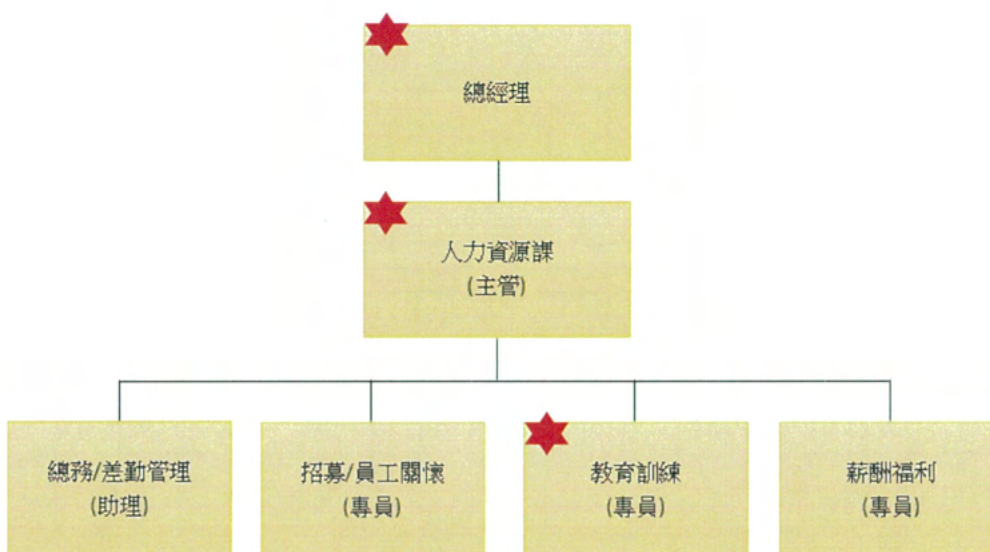 總經理
人力資源課
(主管)
總務/差勤管理
(助理)
招募/員工關懷
(專員)
教育訓練
(專員)
薪酬福利
(專員)